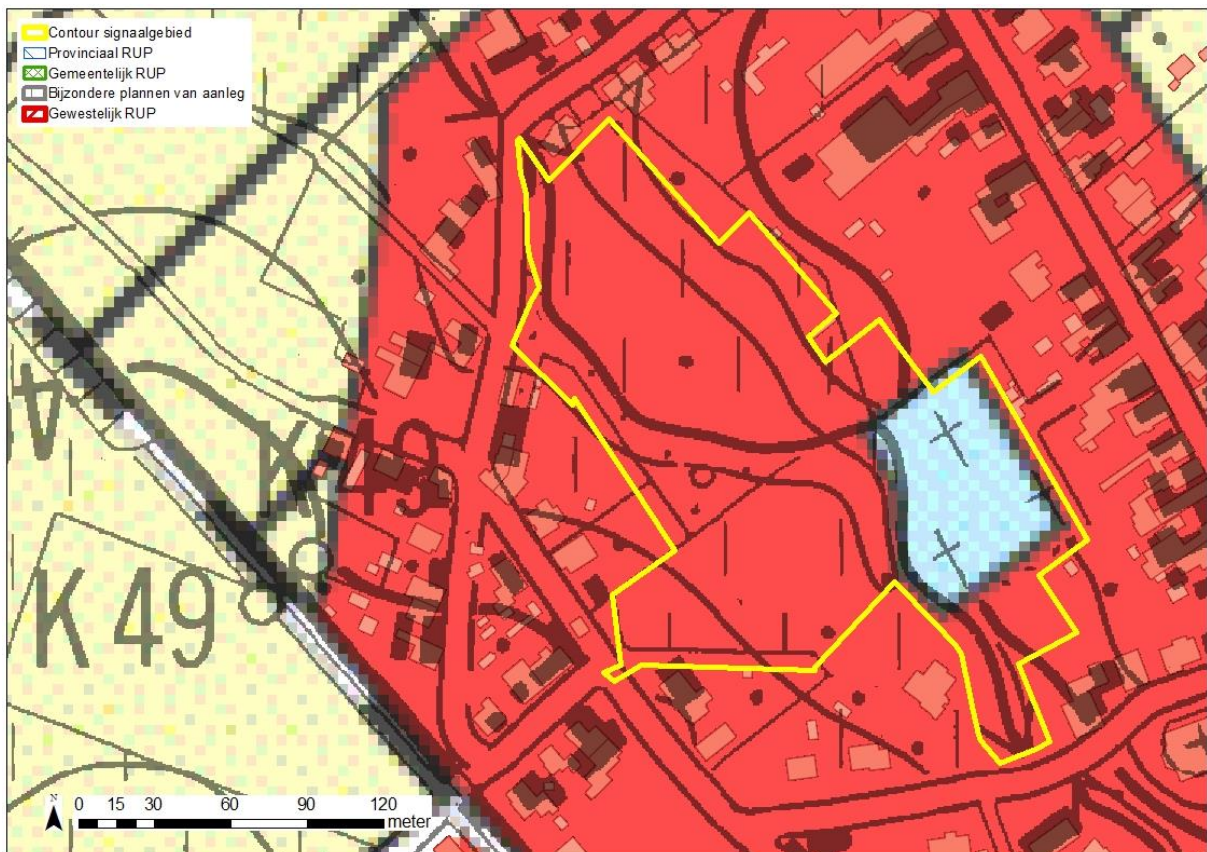 Contour signaalgebied
Provinciaal RUP
Gemeentelijk RUP
Bijzondere plannen van aanleg
Gewestelijk RUP
K 49
N
0 15 30 60 90 120
meter